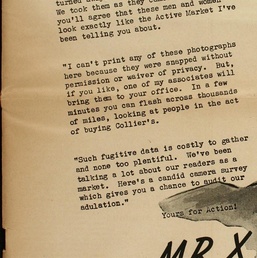 We took them as they came
you'll agree that these men and women
look exactly like the Active Market I've
been telling you about.
"I can't print any of these photographs
here because they were snapped without
permission or waiver of privacy. But,
if you like, one of my associates will
bring them to your office. In a few
minutes you can flash across thousands
of miles, looking at people in the act
of buying Collier's.
"Such fugitive data is costly to gather
and none too plentiful. We've been
talking a lot about our readers as a
market. Here's a candid camera survey
which gives you a chance to audit our
adulation."
Yours for Action!
MR. X